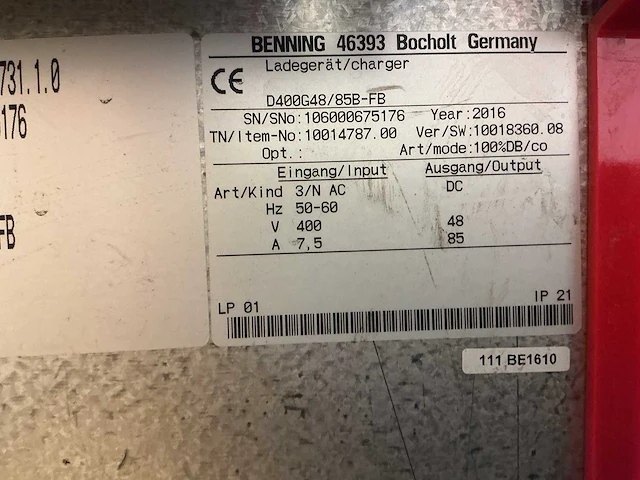 731.1.0
176
FB
BENNING 46393 Bocholt Germany
CE
Ladegerät/charger
D400G48/85B-FB
SN/SNo: 106000675176 Year: 2016
TN/Item-No: 10014787.00 Ver/SW: 10018360.08
Opt.: Art/mode: 100%DB/co
Eingang/Input Ausgang/Output
Art/Kind 3/N AC DC
Hz 50-60
V 400 48
A 7,5 85
LP 01 IP 21
111 BE1610